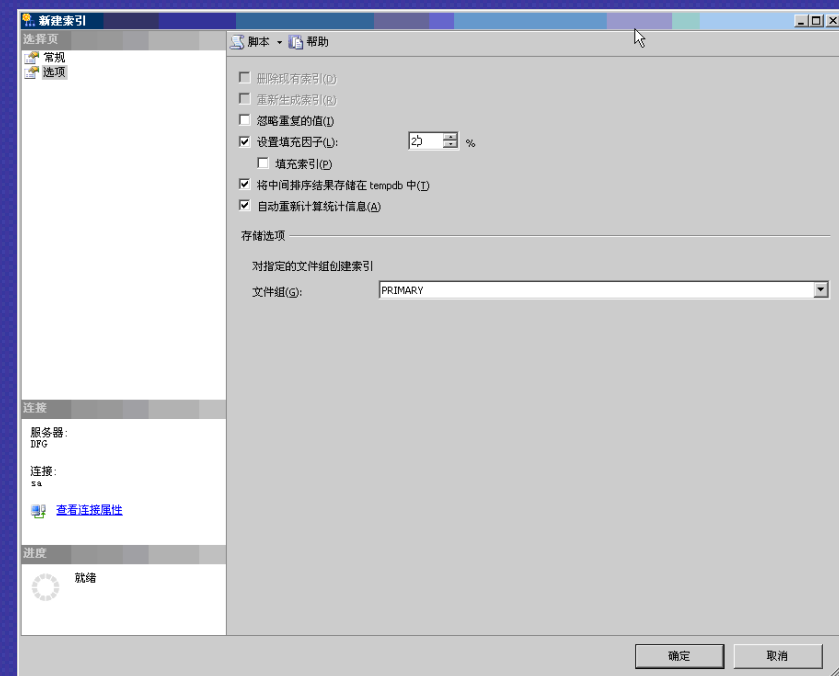 新建索引
选择页
常规
选项
脚本 帮助
删除现有索引(D)
重新生成索引(R)
忽略重复的值(I)
设置填充因子(L): 20 %
填充索引(P)
将中间排序结果存储在 tempdb 中(T)
自动重新计算统计信息(A)
存储选项
对指定的文件组创建索引
文件组(G): PRIMARY
连接
服务器:
DFG
连接:
sa
查看连接属性
进度
就绪
确定 取消